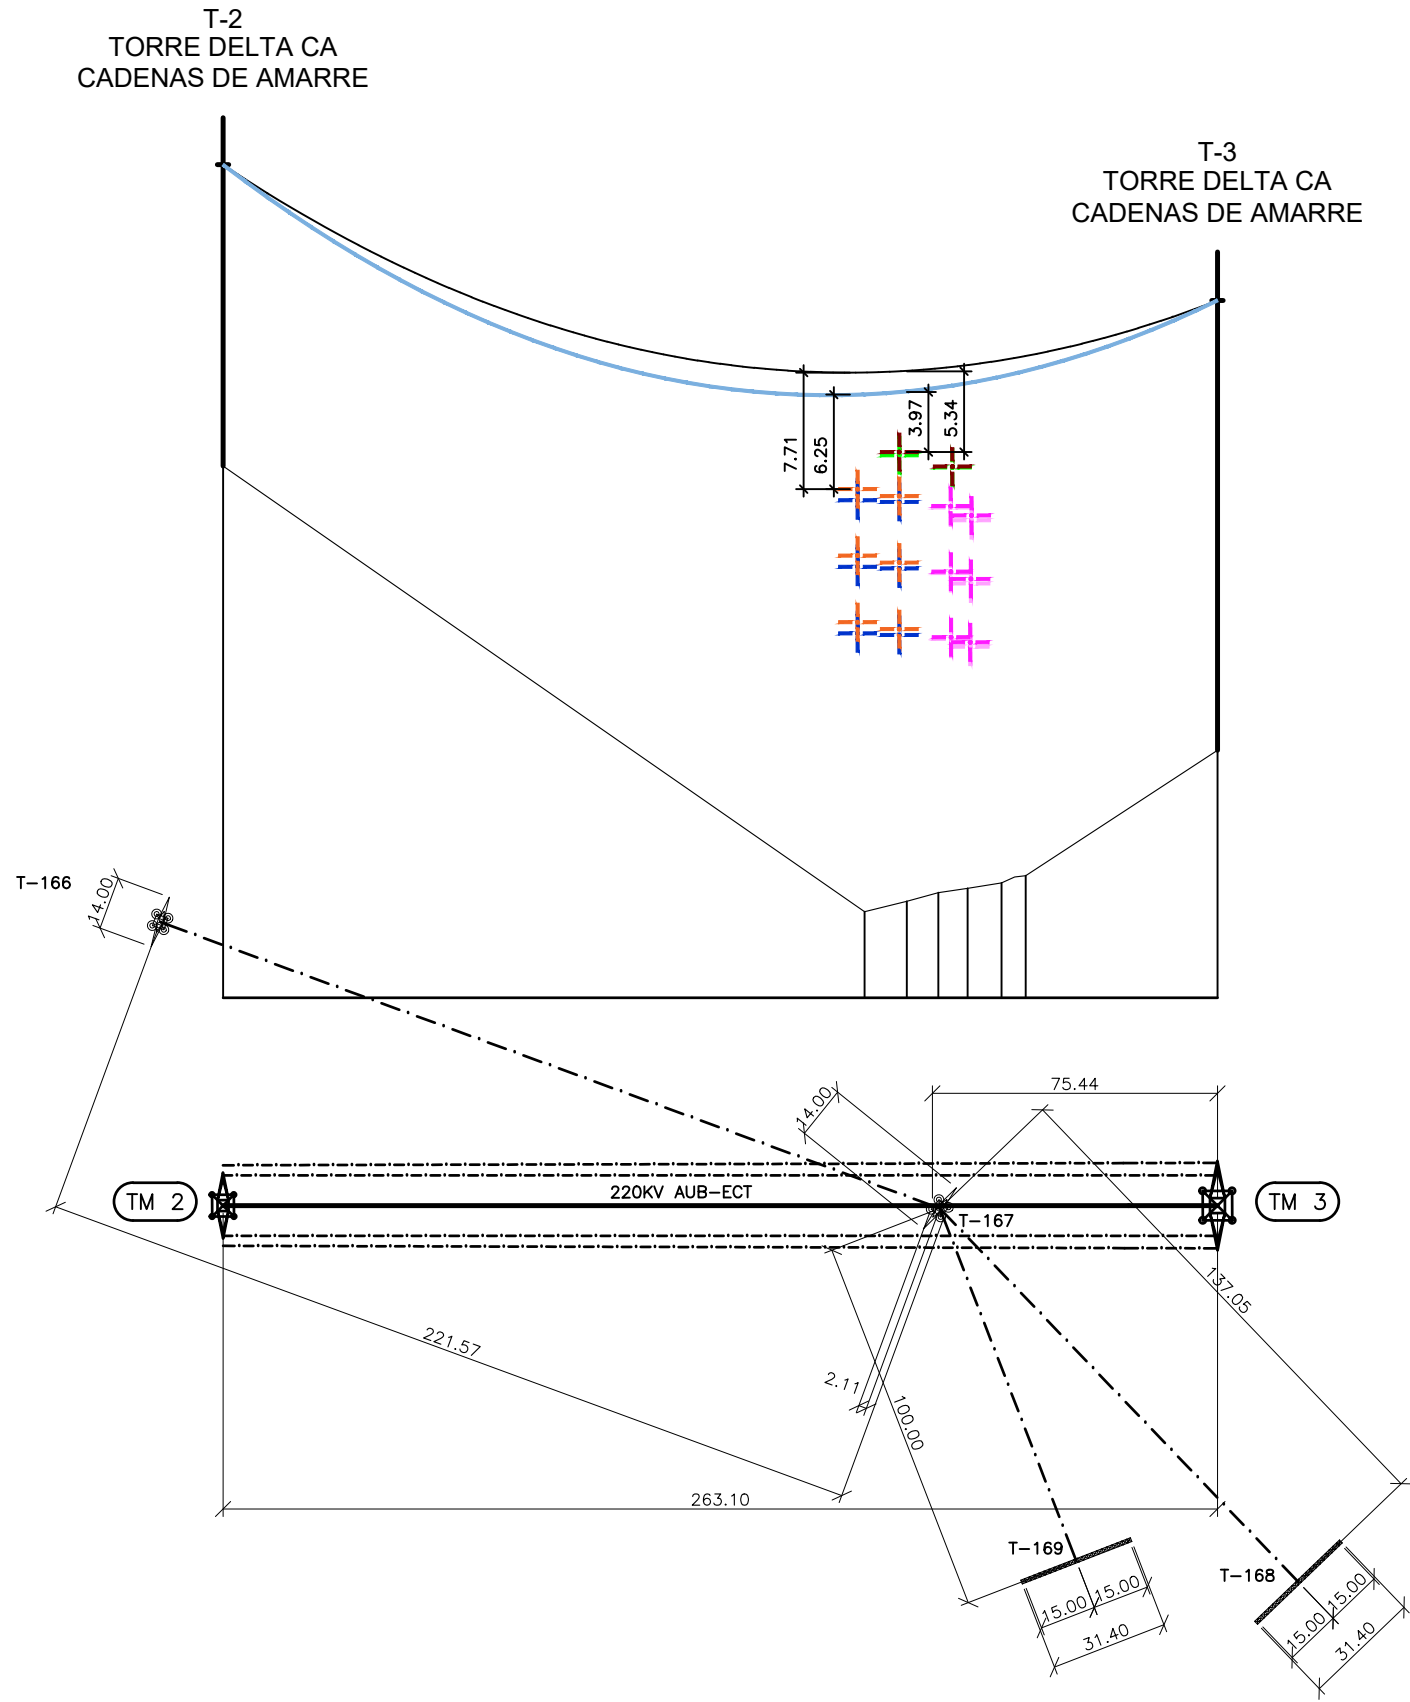 T-2
TORRE DELTA CA
CADENAS DE AMARRE
T-3
TORRE DELTA CA
CADENAS DE AMARRE
7.71
6.25
3.97
5.34
T-166
14.00
75.44
14.00
TM 2
220KV AUB-ECT
T-167
TM 3
137.05
221.57
2.11
100.00
263.10
T-169
T-168
15.00
15.00
31.40
15.00
15.00
31.40